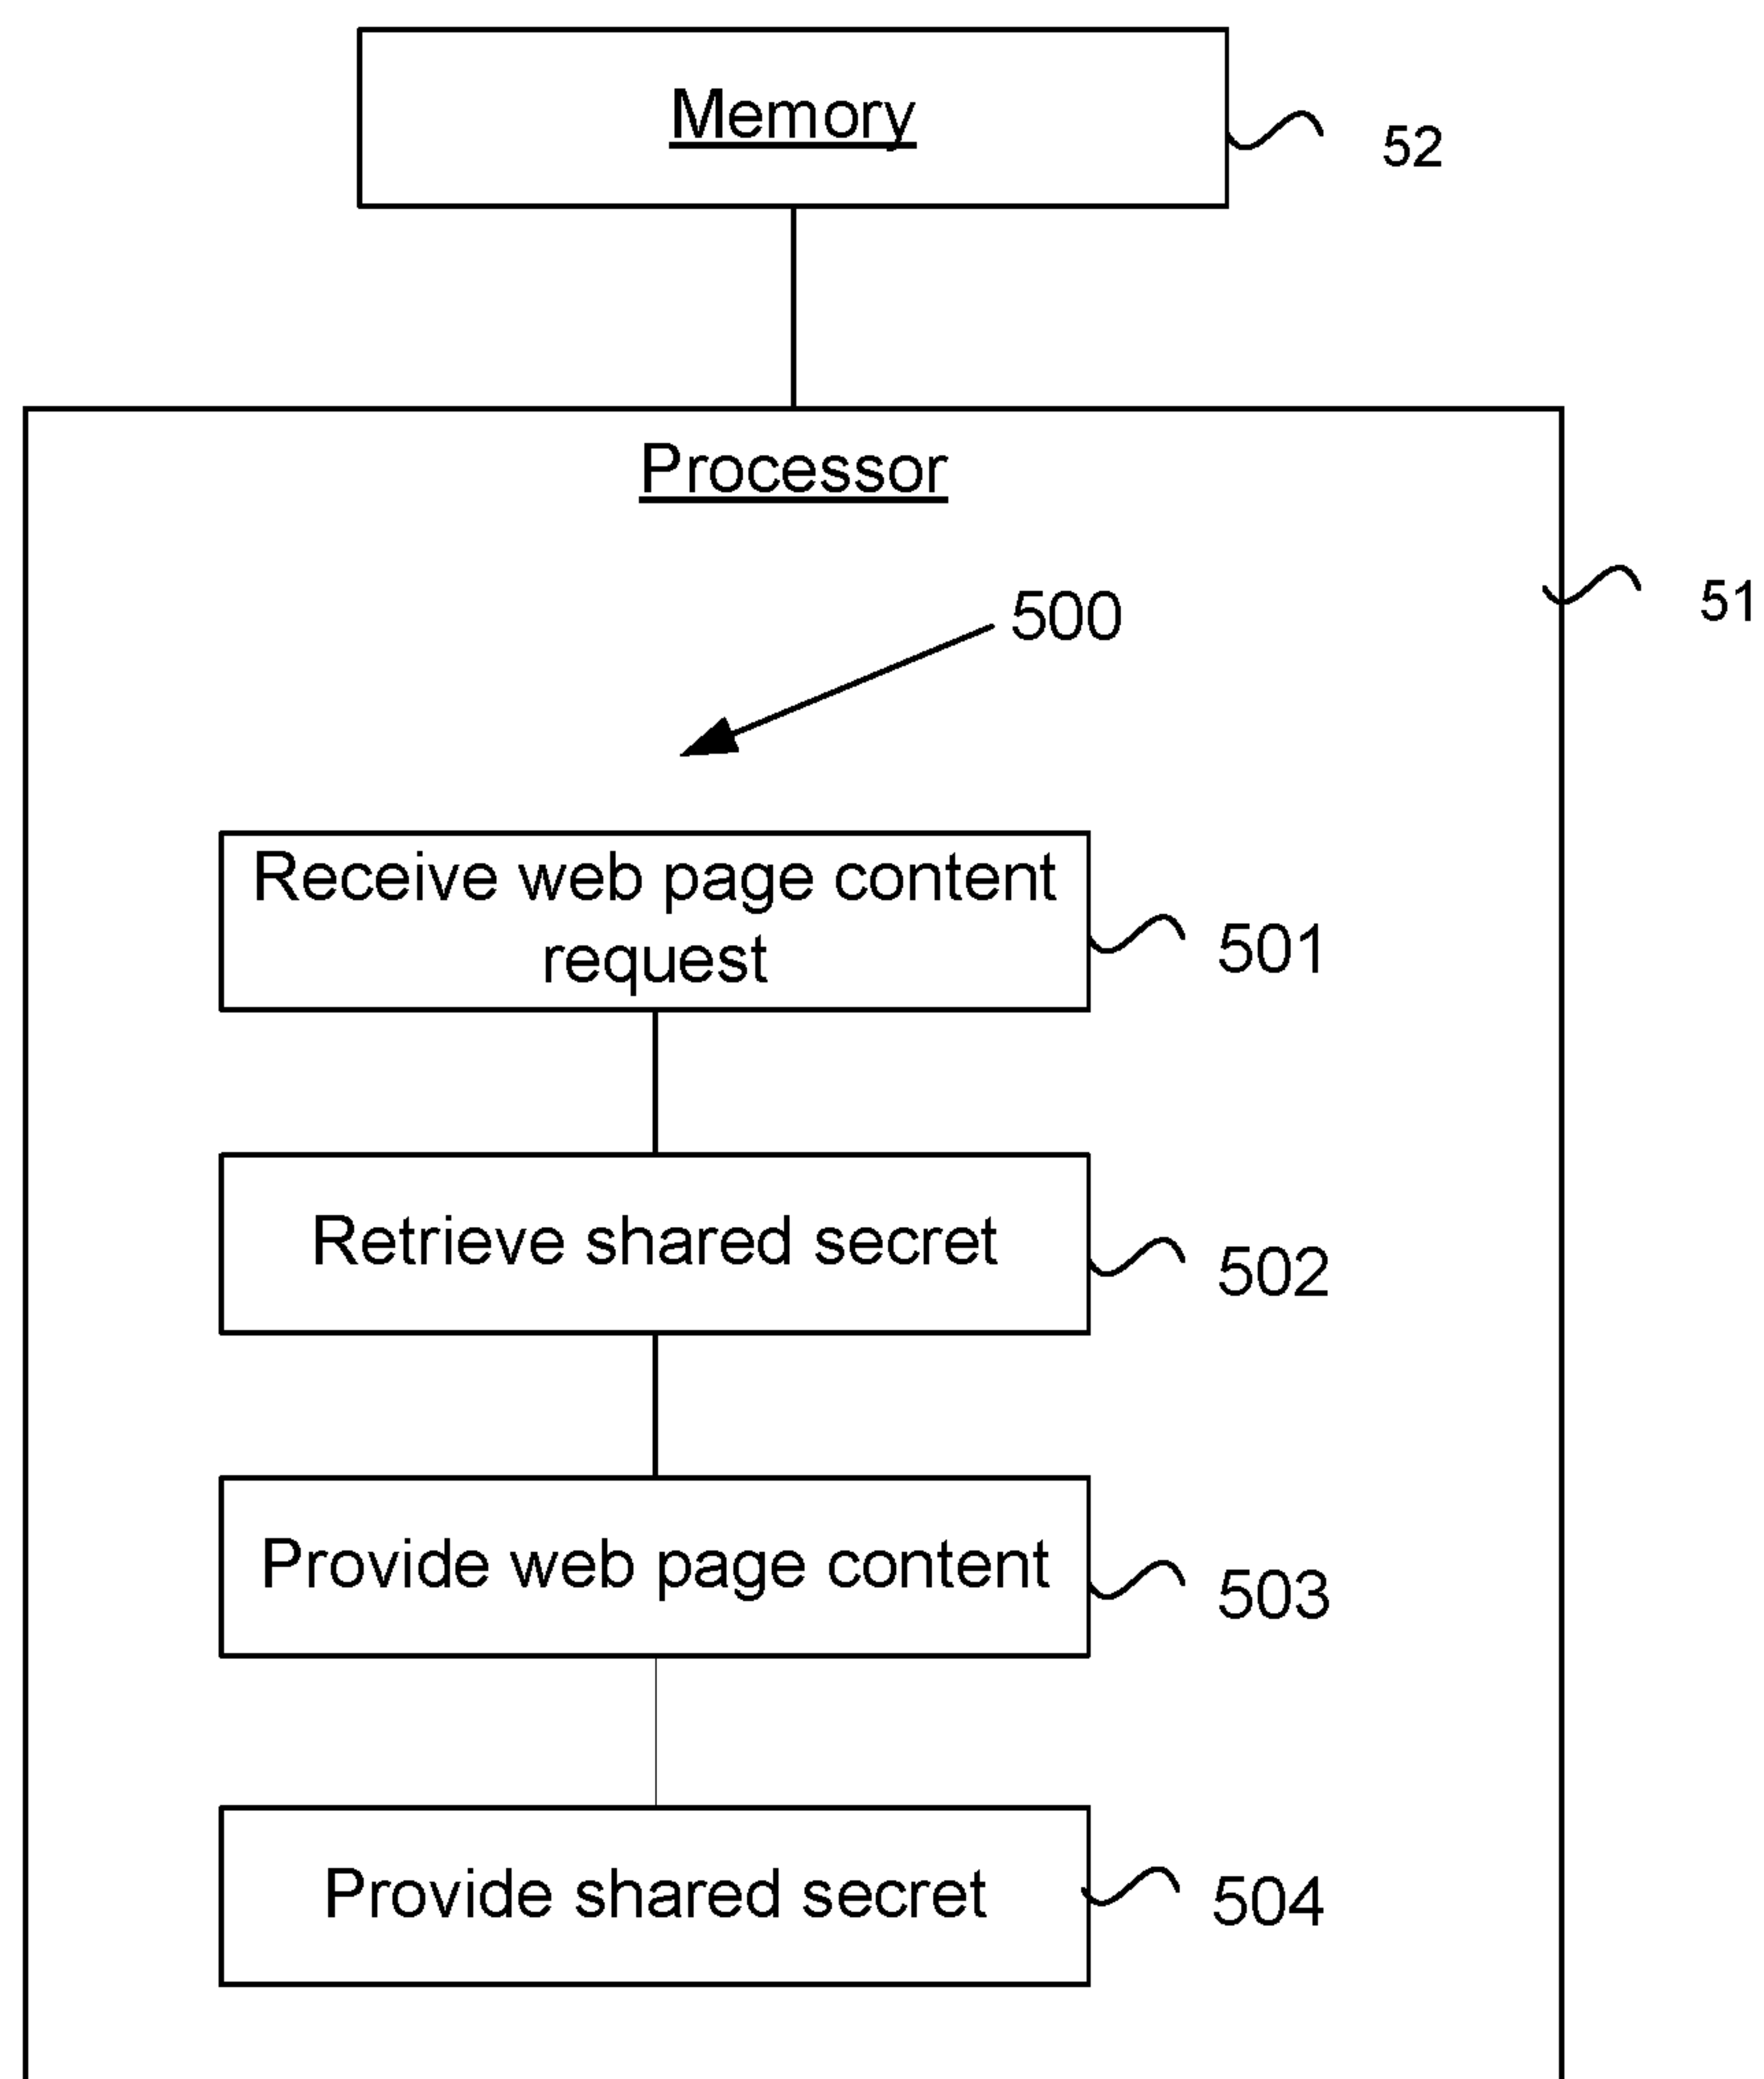 Memory
52
Processor
51
500
Receive web page content
request
501
Retrieve shared secret
502
Provide web page content
503
Provide shared secret
504